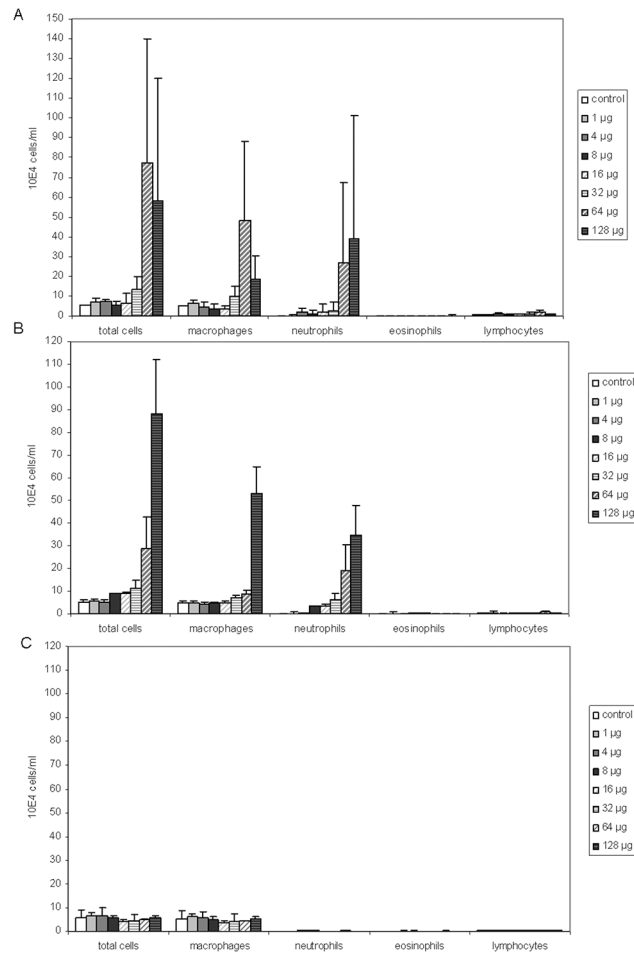 A
150
140
130
120
110
100
90
80
70
60
50
40
30
20
10
0
10E4 cells/ml
total cells macrophages neutrophils eosinophils lymphocytes
control
1 µg
4 µg
8 µg
16 µg
32 µg
64 µg
128 µg
B
120
110
100
90
80
70
60
50
40
30
20
10
0
10E4 cells/ml
total cells macrophages neutrophils eosinophils lymphocytes
control
1 µg
4 µg
8 µg
16 µg
32 µg
64 µg
128 µg
C
120
110
100
90
80
70
60
50
40
30
20
10
0
10E4 cells/ml
total cells macrophages neutrophils eosinophils lymphocytes
control
1 µg
4 µg
8 µg
16 µg
32 µg
64 µg
128 µg